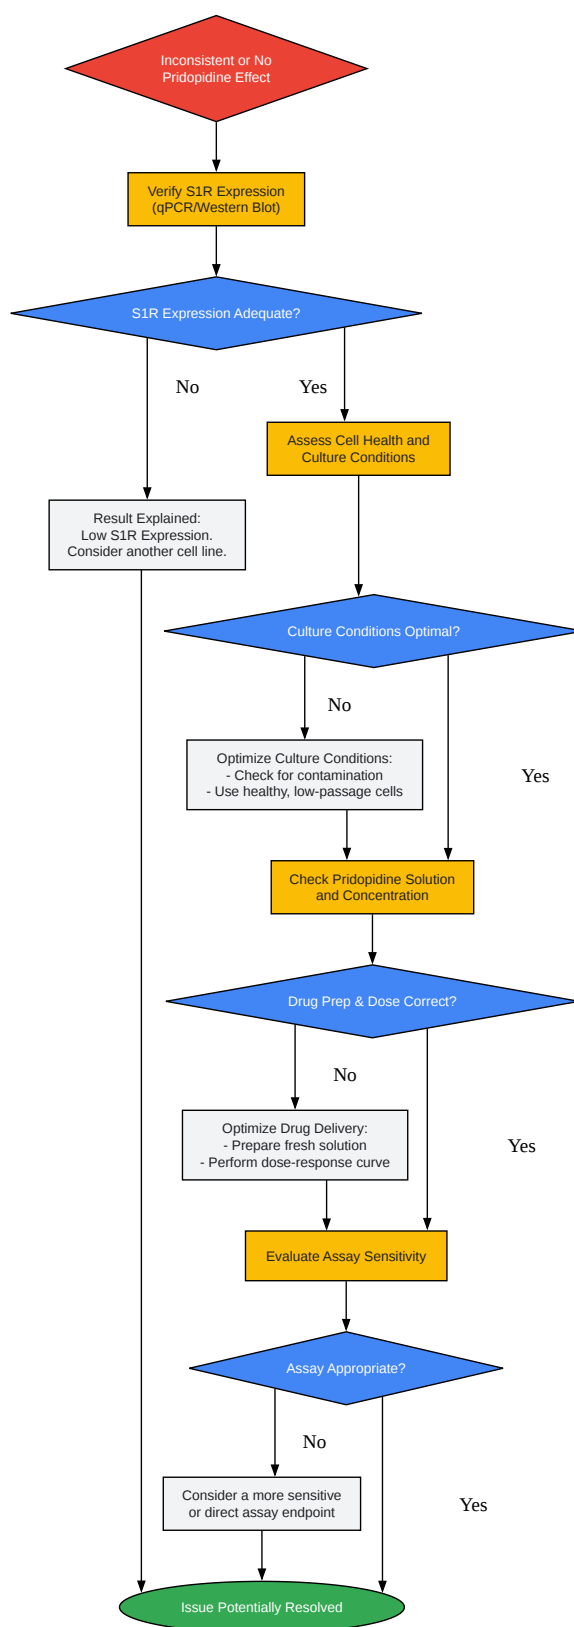 Inconsistent or No
Pridopidine Effect
Verify S1R Expression
(qPCR/Western Blot)
S1R Expression Adequate?
No
Yes
Assess Cell Health and
Culture Conditions
Result Explained:
Low S1R Expression.
Consider another cell line.
Culture Conditions Optimal?
No
Optimize Culture Conditions:
- Check for contamination
- Use healthy, low-passage cells
Yes
Check Pridopidine Solution
and Concentration
Drug Prep & Dose Correct?
No
Optimize Drug Delivery:
- Prepare fresh solution
- Perform dose-response curve
Yes
Evaluate Assay Sensitivity
Assay Appropriate?
No
Consider a more sensitive
or direct assay endpoint
Yes
Issue Potentially Resolved